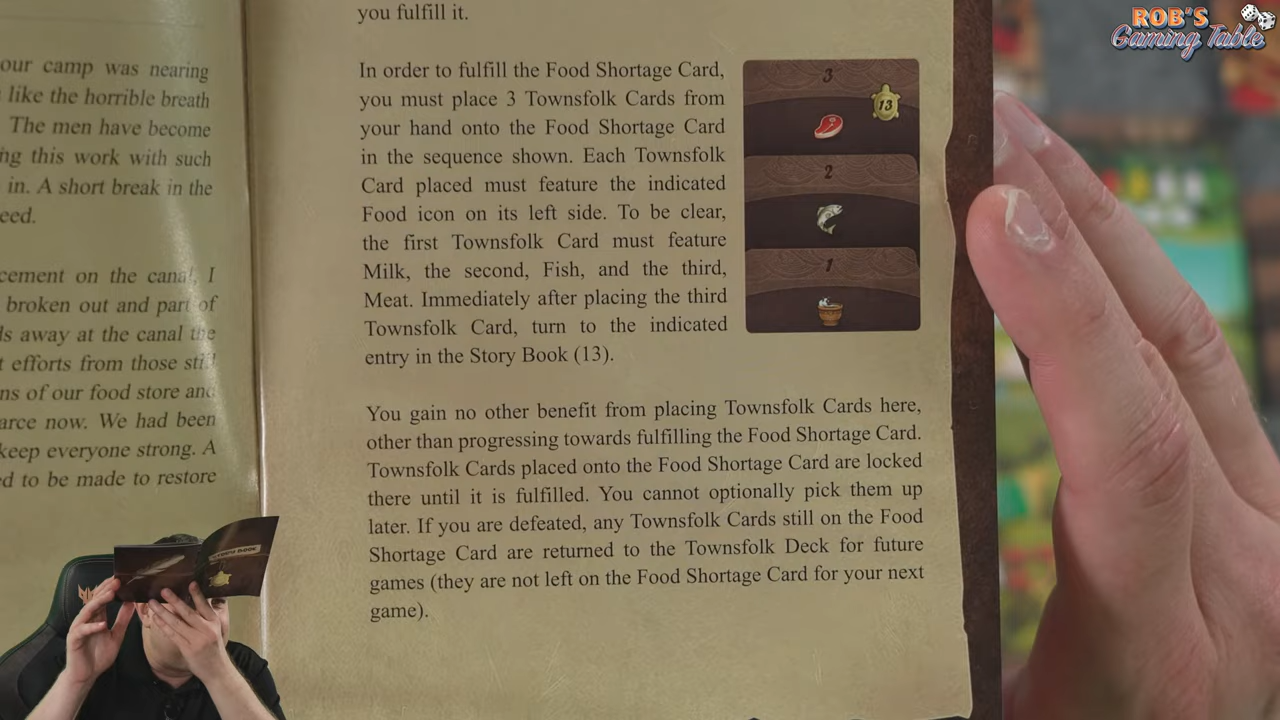 ROB'S
Gaming Table
our camp was nearing
like the horrible breath
The men have become
ng this work with such
in. A short break in the
eed.
cement on the canal, I
broken out and part of
ds away at the canal the
t efforts from those still
ns of our food store and
arce now. We had been
keep everyone strong. A
ed to be made to restore
you fulfill it.
In order to fulfill the Food Shortage Card,
you must place 3 Townsfolk Cards from
your hand onto the Food Shortage Card
in the sequence shown. Each Townsfolk
Card placed must feature the indicated
Food icon on its left side. To be clear,
the first Townsfolk Card must feature
Milk, the second, Fish, and the third,
Meat. Immediately after placing the third
Townsfolk Card, turn to the indicated
entry in the Story Book (13).
3
13
2
1
You gain no other benefit from placing Townsfolk Cards here,
other than progressing towards fulfilling the Food Shortage Card.
Townsfolk Cards placed onto the Food Shortage Card are locked
there until it is fulfilled. You cannot optionally pick them up
later. If you are defeated, any Townsfolk Cards still on the Food
Shortage Card are returned to the Townsfolk Deck for future
games (they are not left on the Food Shortage Card for your next
game).
STORY BOOK